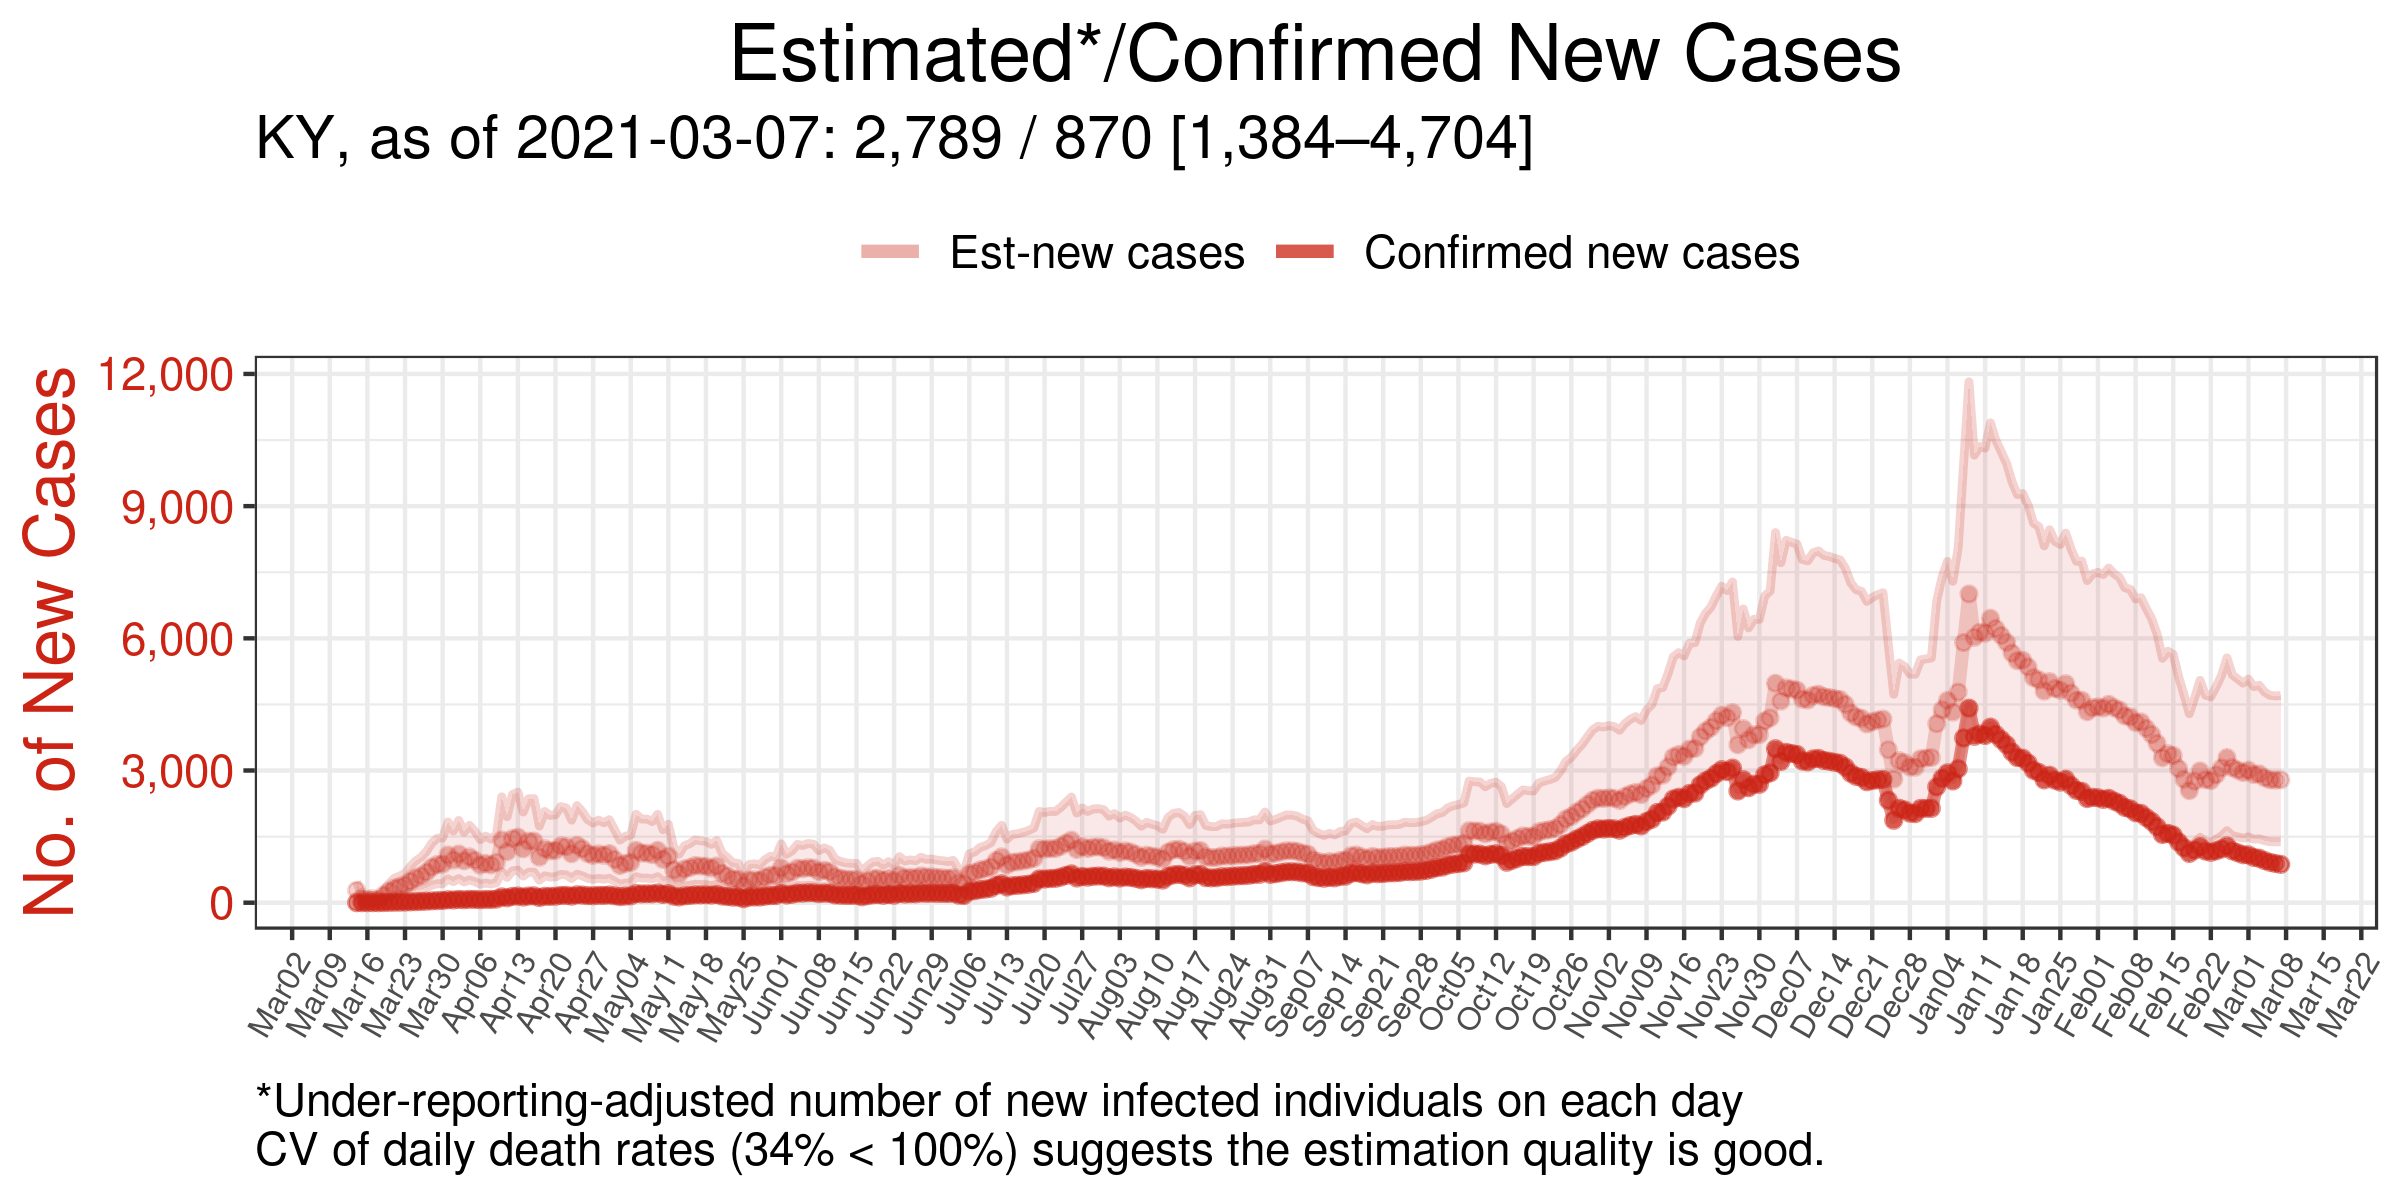 Estimated*/Confirmed New Cases
KY, as of 2021-03-07: 2,789 / 870 [1,384–4,704]
Est-new cases
Confirmed new cases
No. of New Cases
12,000
9,000
6,000
3,000
0
Mar02
Mar09
Mar16
Mar23
Mar30
Apr06
Apr13
Apr20
Apr27
May04
May11
May18
May25
Jun01
Jun08
Jun15
Jun22
Jun29
Jul06
Jul13
Jul20
Jul27
Aug03
Aug10
Aug17
Aug24
Aug31
Sep07
Sep14
Sep21
Sep28
Oct05
Oct12
Oct19
Oct26
Nov02
Nov09
Nov16
Nov23
Nov30
Dec07
Dec14
Dec21
Dec28
Jan04
Jan11
Jan18
Jan25
Feb01
Feb08
Feb15
Feb22
Mar01
Mar08
Mar15
Mar22
*Under-reporting-adjusted number of new infected individuals on each day
CV of daily death rates (34% < 100%) suggests the estimation quality is good.